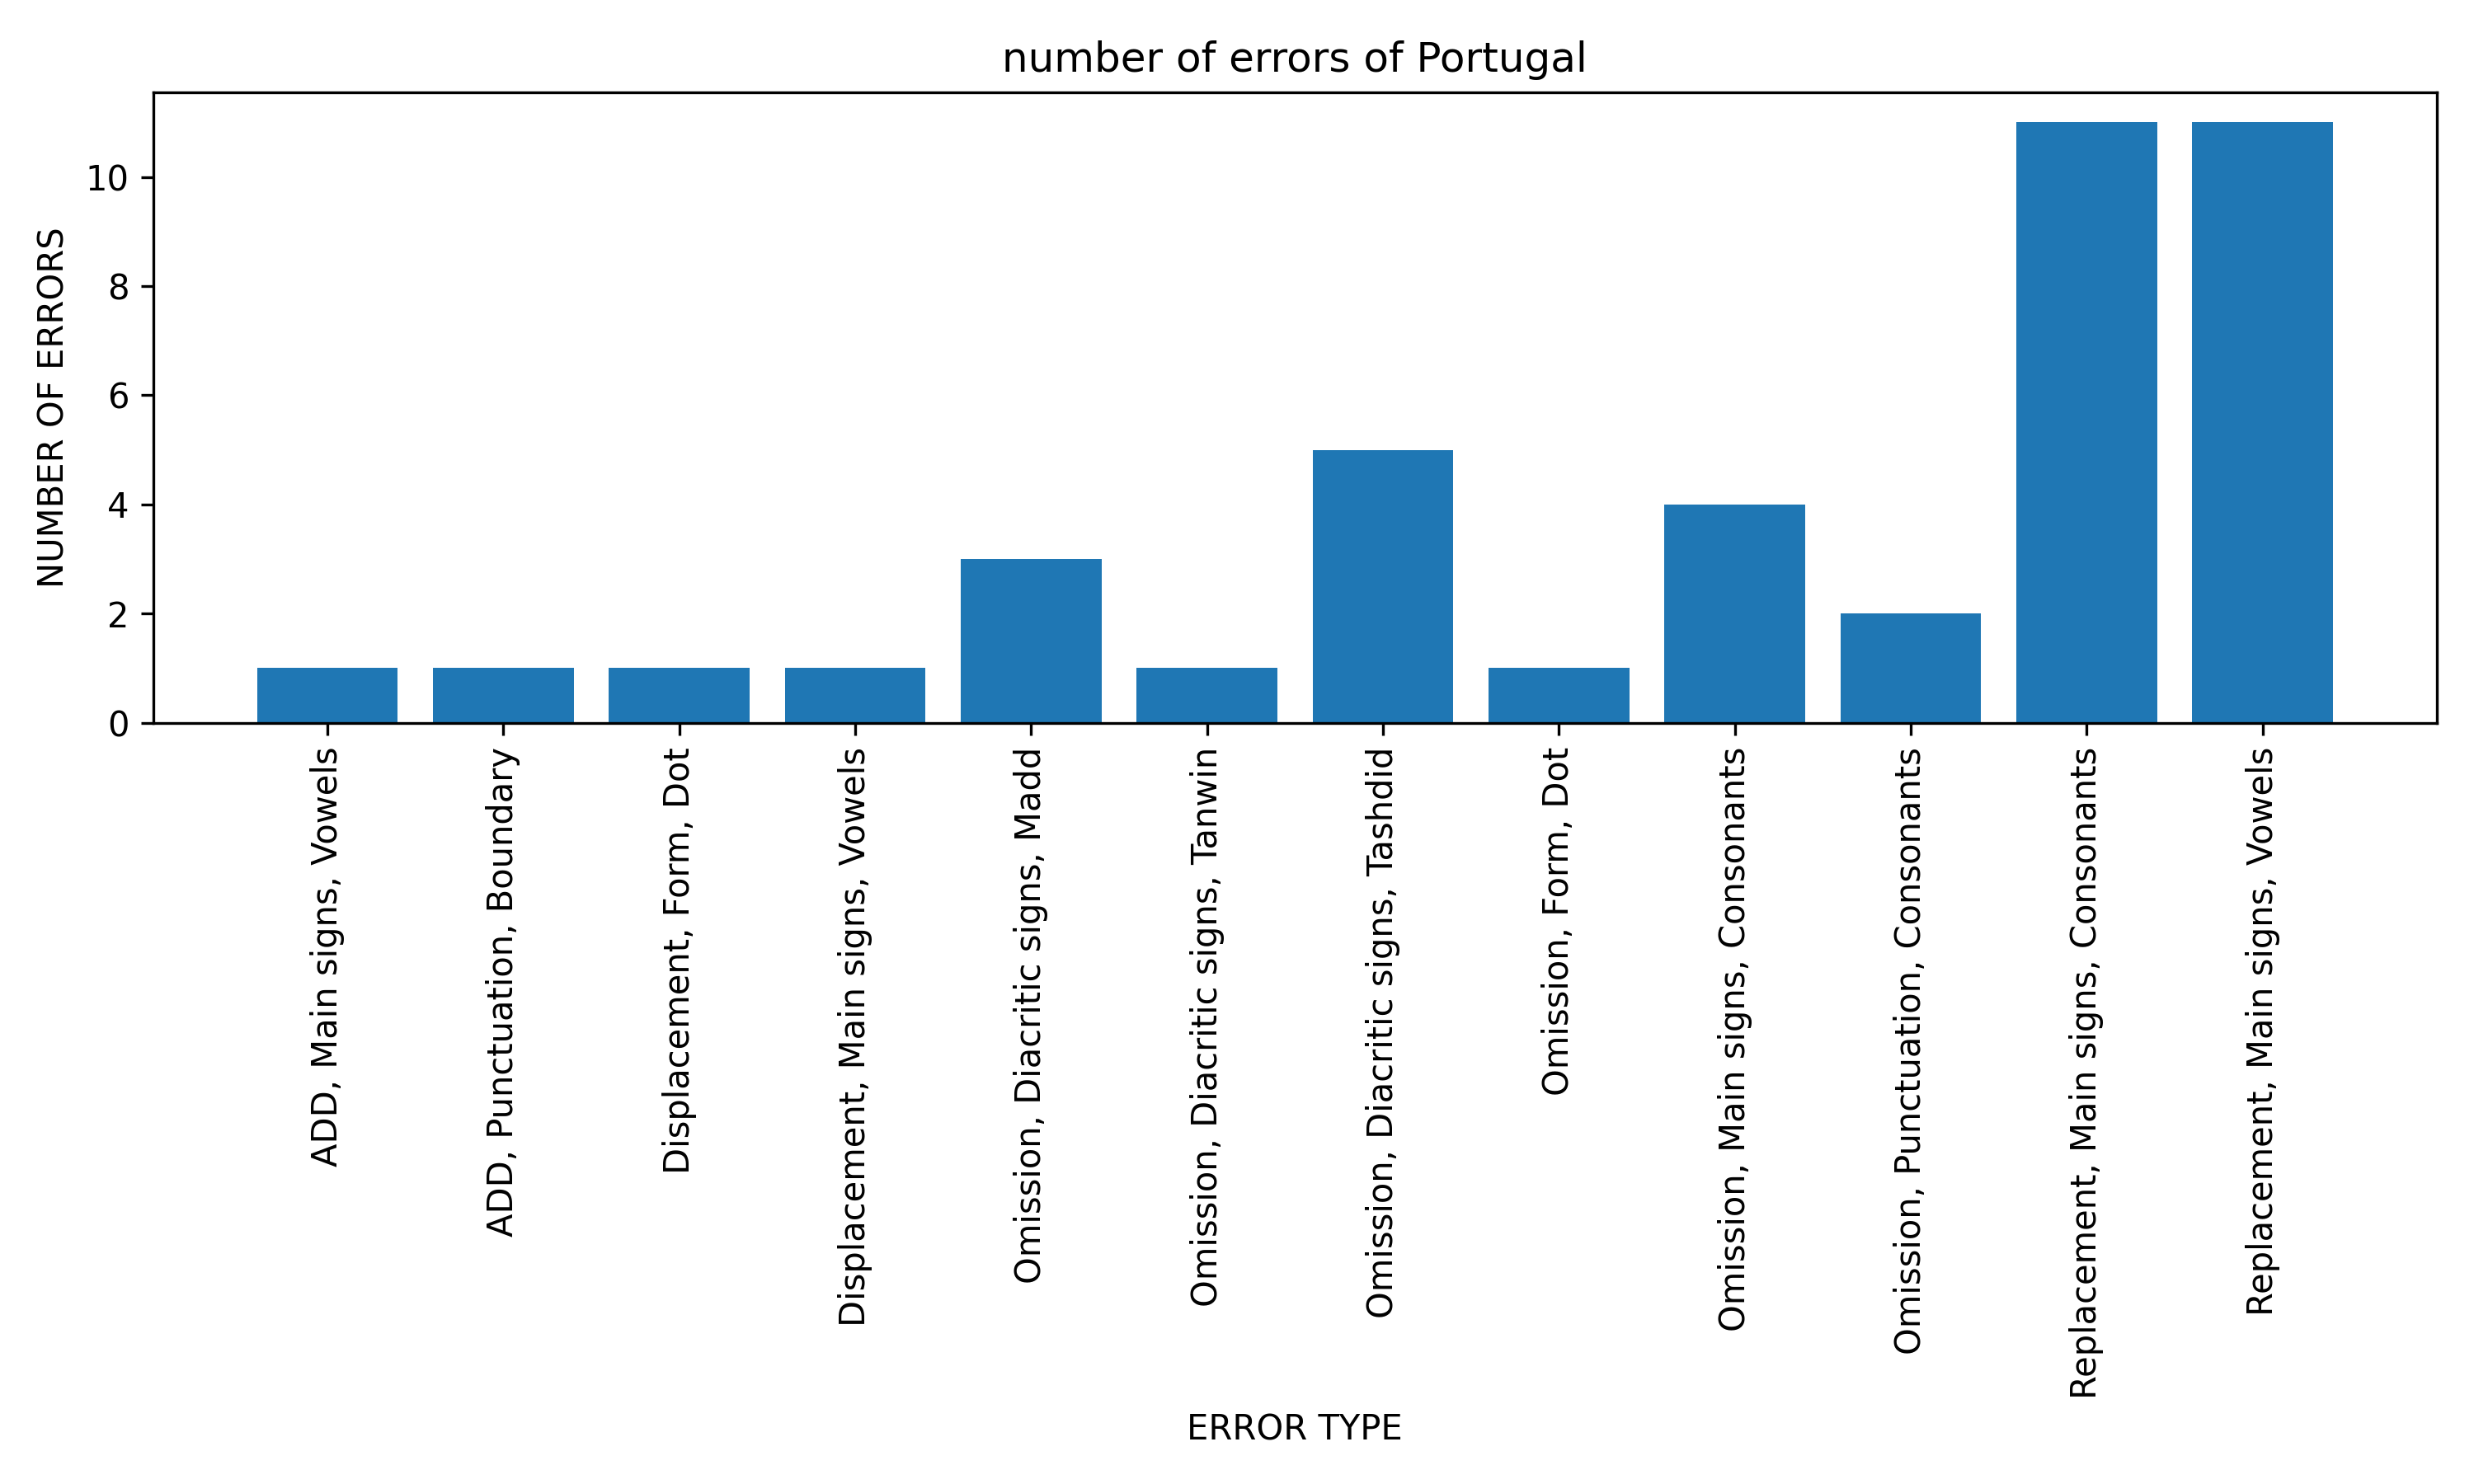 number of errors of Portugal
NUMBER OF ERRORS
10
8
6
4
2
0
ADD, Main signs, Vowels
ADD, Punctuation, Boundary
Displacement, Form, Dot
Displacement, Main signs, Vowels
Omission, Diacritic signs, Madd
Omission, Diacritic signs, Tanwin
Omission, Diacritic signs, Tashdid
Omission, Form, Dot
Omission, Main signs, Consonants
Omission, Punctuation, Consonants
Replacement, Main signs, Consonants
Replacement, Main signs, Vowels
ERROR TYPE